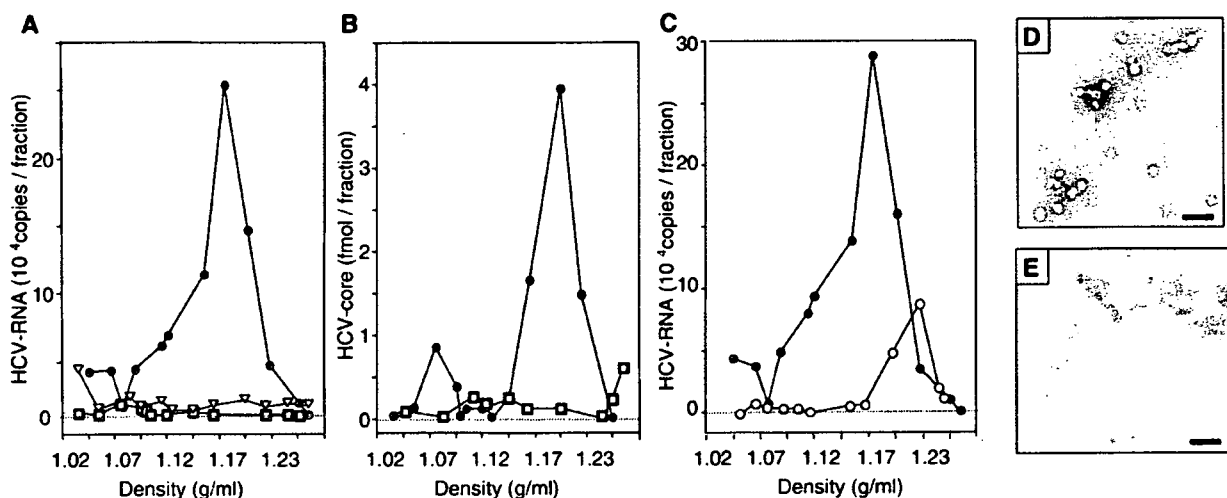 A
HCV-RNA (10 ⁴copies / fraction)
20
10
0
1.02 1.07 1.12 1.17 1.23
Density (g/ml)
B
HCV-core (fmol / fraction)
4
3
2
1
0
1.02 1.07 1.12 1.17 1.23
Density (g/ml)
C
HCV-RNA (10 ⁴copies / fraction)
30
20
10
0
1.02 1.07 1.12 1.17 1.23
Density (g/ml)
D
E